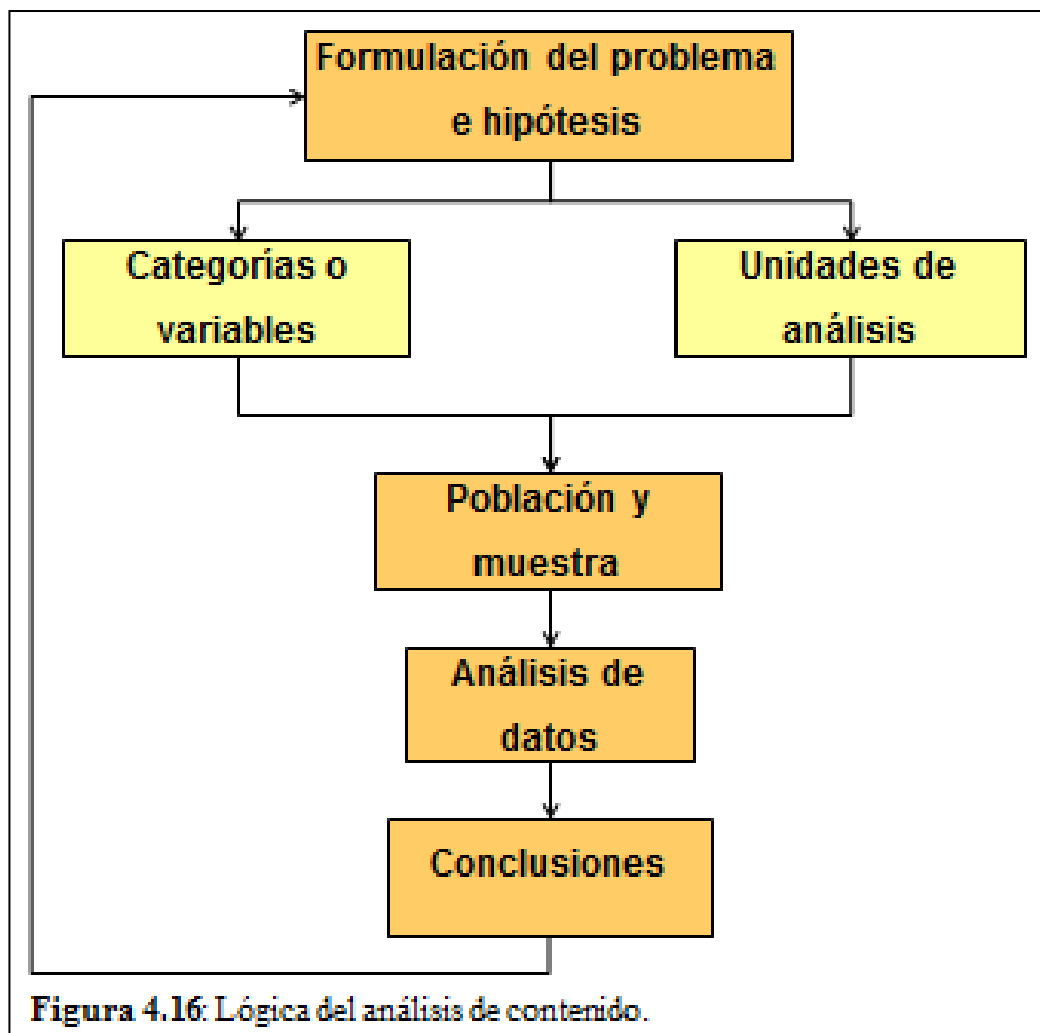 Formulación del problema
e hipótesis
Categorías o
variables
Unidades de
análisis
Población y
muestra
Análisis de
datos
Conclusiones
Figura 4.16: Lógica del análisis de contenido.